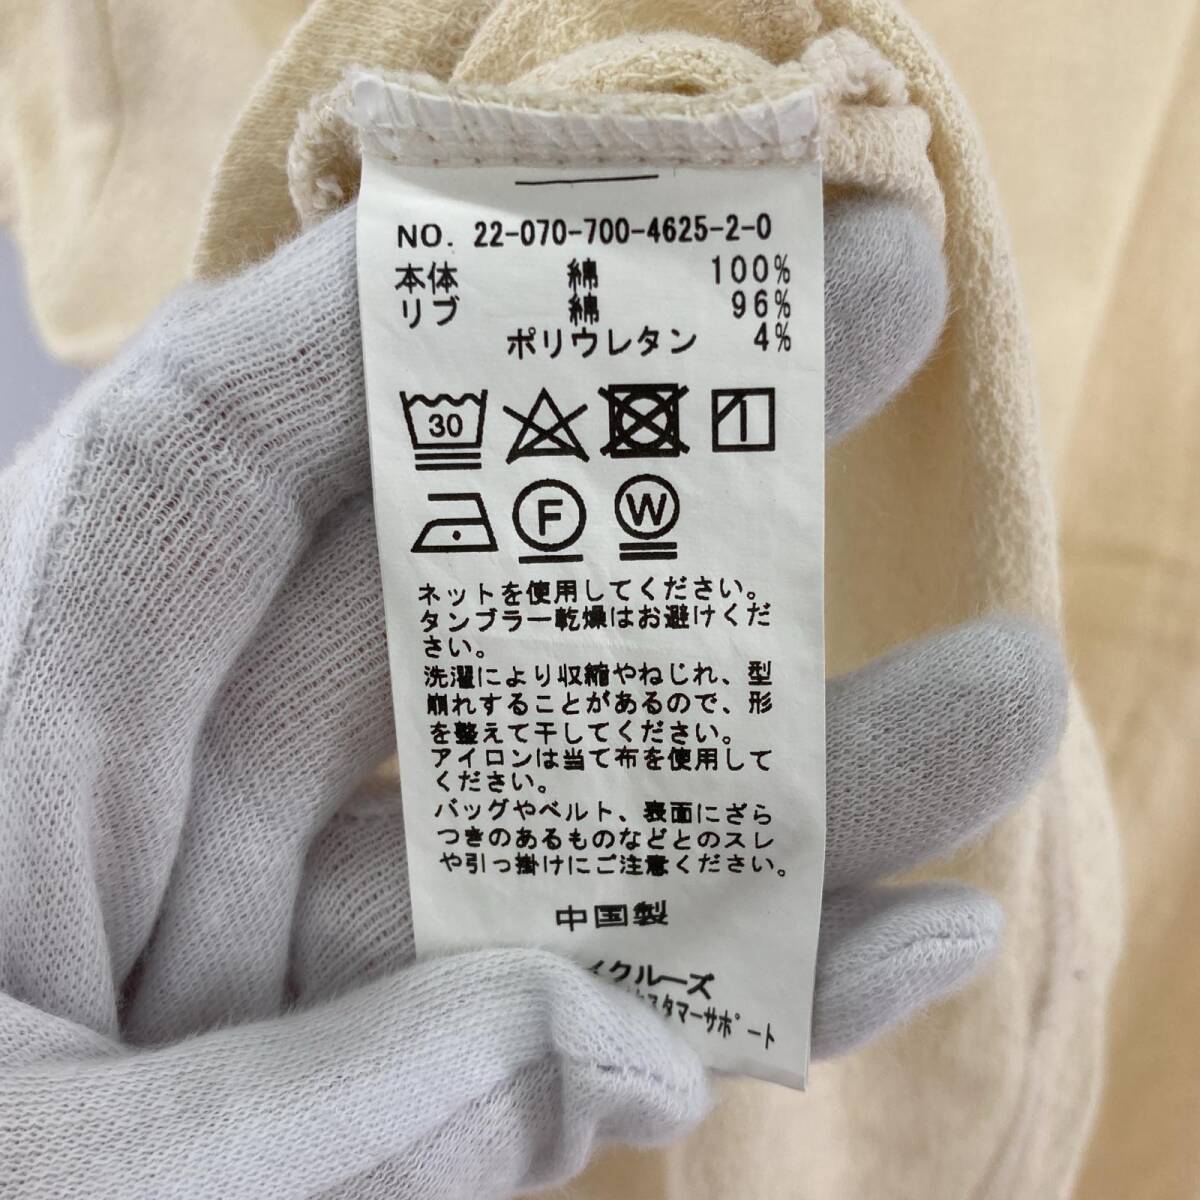 NO. 22-070-700-4625-2-0
本体 綿 100%
リブ 綿 96%
ポリウレタン 4%
30
F W
ネットを使用してください。
タンブラー乾燥はお避けくだ
さい。
洗濯により収縮やねじれ、型
崩れすることがあるので、形
を整えて干してください。
アイロンは当て布を使用して
ください。
バッグやベルト、表面にざら
つきのあるものなどとのスレ
や引っ掛けにご注意ください。
中国製
イクルーズ
カスタマーサポート